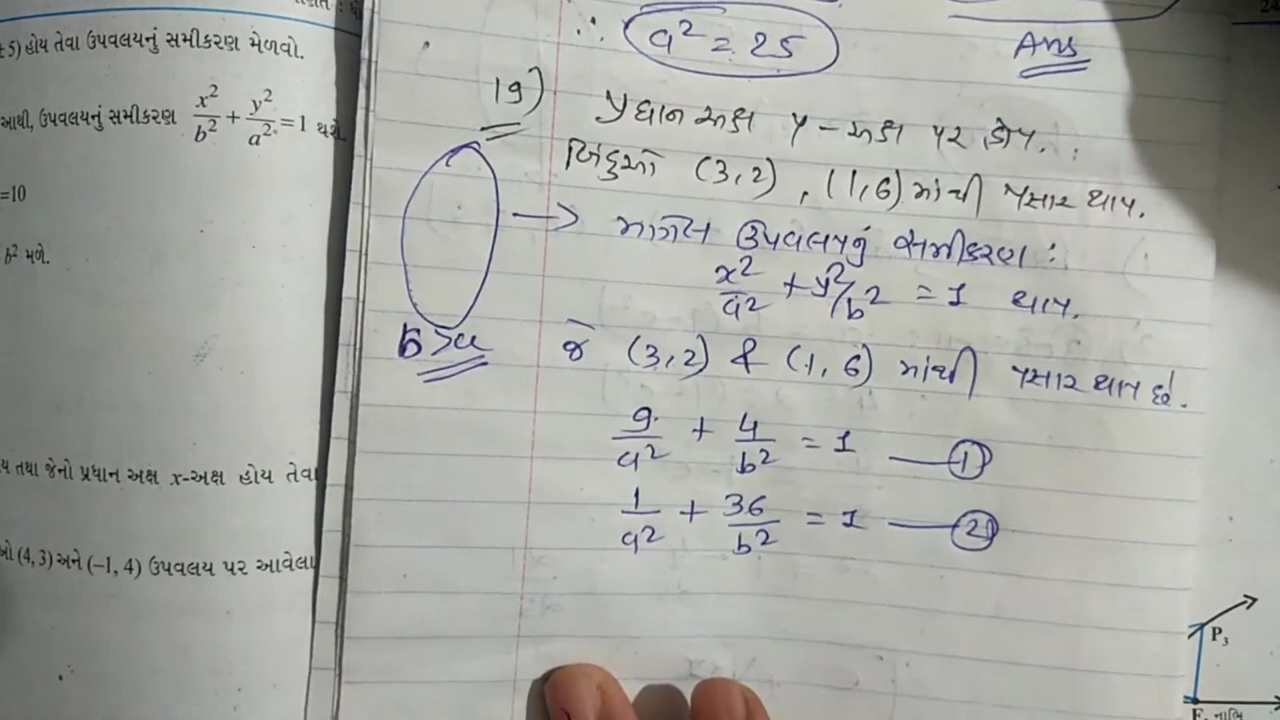 ±5) હોય તેવા ઉપવલયનું સમીકરણ મેળવો.
આથી, ઉપવલયનું સમીકરણ x²/b² + y²/a² = 1 થશે.
=10
b² મળે.
તથા જેનો પ્રધાન અક્ષ x-અક્ષ હોય તેવા
(4, 3) અને (–1, 4) ઉપવલય પર આવેલા
∴ a² = 25
Ans
19) પ્રધાન અક્ષ y – અક્ષ પર હોય.
બિંદુઓ (3,2) , (1,6) માંથી પસાર થાય.
→ માંગેલ ઉપવલયનું સમીકરણ :
x²/a² + y²/b² = 1 થાય.
b>a
જે (3,2) & (1,6) માંથી પસાર થાય છે.
9/a² + 4/b² = 1 — ①
1/a² + 36/b² = 1 — ②
24
P₃
F નાભિ